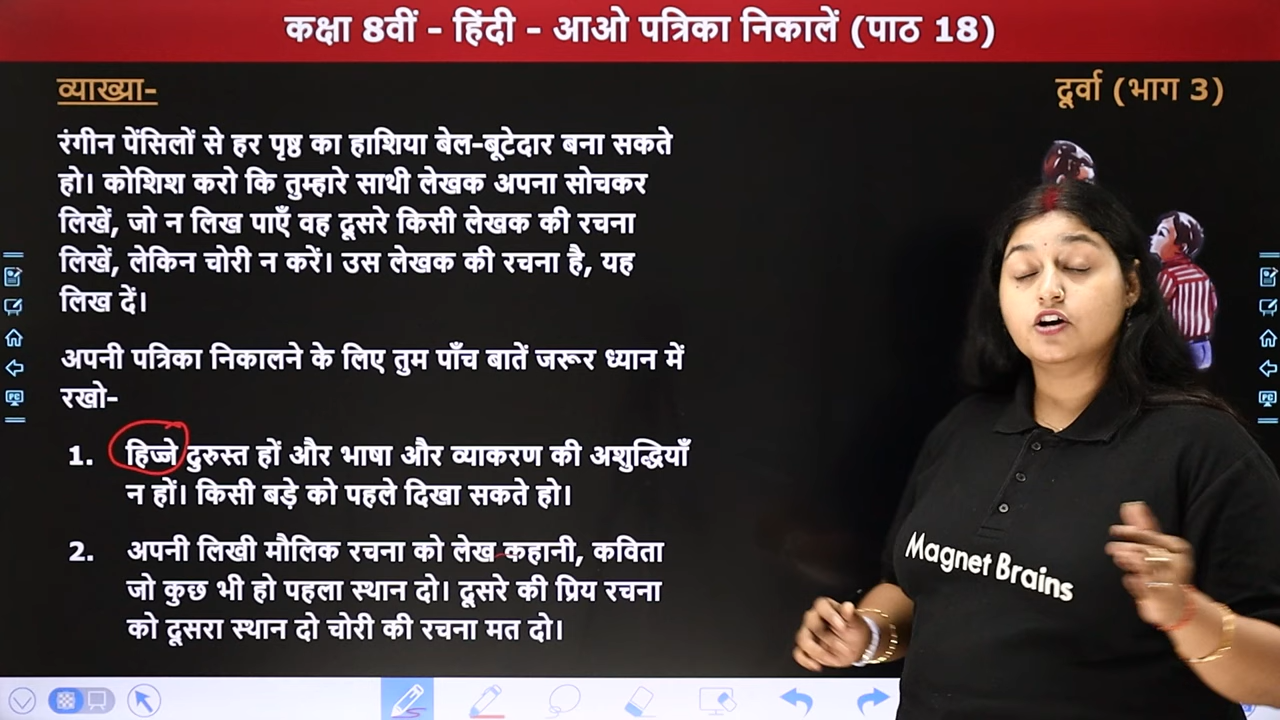 कक्षा 8वीं - हिंदी - आओ पत्रिका निकालें (पाठ 18)
व्याख्या-
दूर्वा (भाग 3)
रंगीन पेंसिलों से हर पृष्ठ का हाशिया बेल-बूटेदार बना सकते
हो। कोशिश करो कि तुम्हारे साथी लेखक अपना सोचकर
लिखें, जो न लिख पाएँ वह दूसरे किसी लेखक की रचना
लिखें, लेकिन चोरी न करें। उस लेखक की रचना है, यह
लिख दें।
अपनी पत्रिका निकालने के लिए तुम पाँच बातें जरूर ध्यान में
रखो-
1. हिज्जे दुरुस्त हों और भाषा और व्याकरण की अशुद्धियाँ
न हों। किसी बड़े को पहले दिखा सकते हो।
2. अपनी लिखी मौलिक रचना को लेख कहानी, कविता
जो कुछ भी हो पहला स्थान दो। दूसरे की प्रिय रचना
को दूसरा स्थान दो चोरी की रचना मत दो।
Magnet Brains
PC
PC